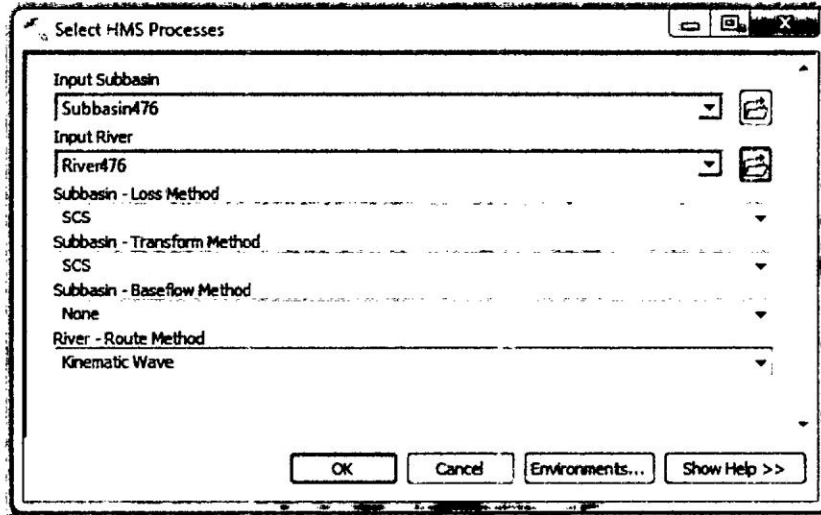 Select HMS Processes
Input Subbasin
Subbasin476
Input River
River476
Subbasin - Loss Method
SCS
Subbasin - Transform Method
SCS
Subbasin - Baseflow Method
None
River - Route Method
Kinematic Wave
OK Cancel Environments... Show Help >>